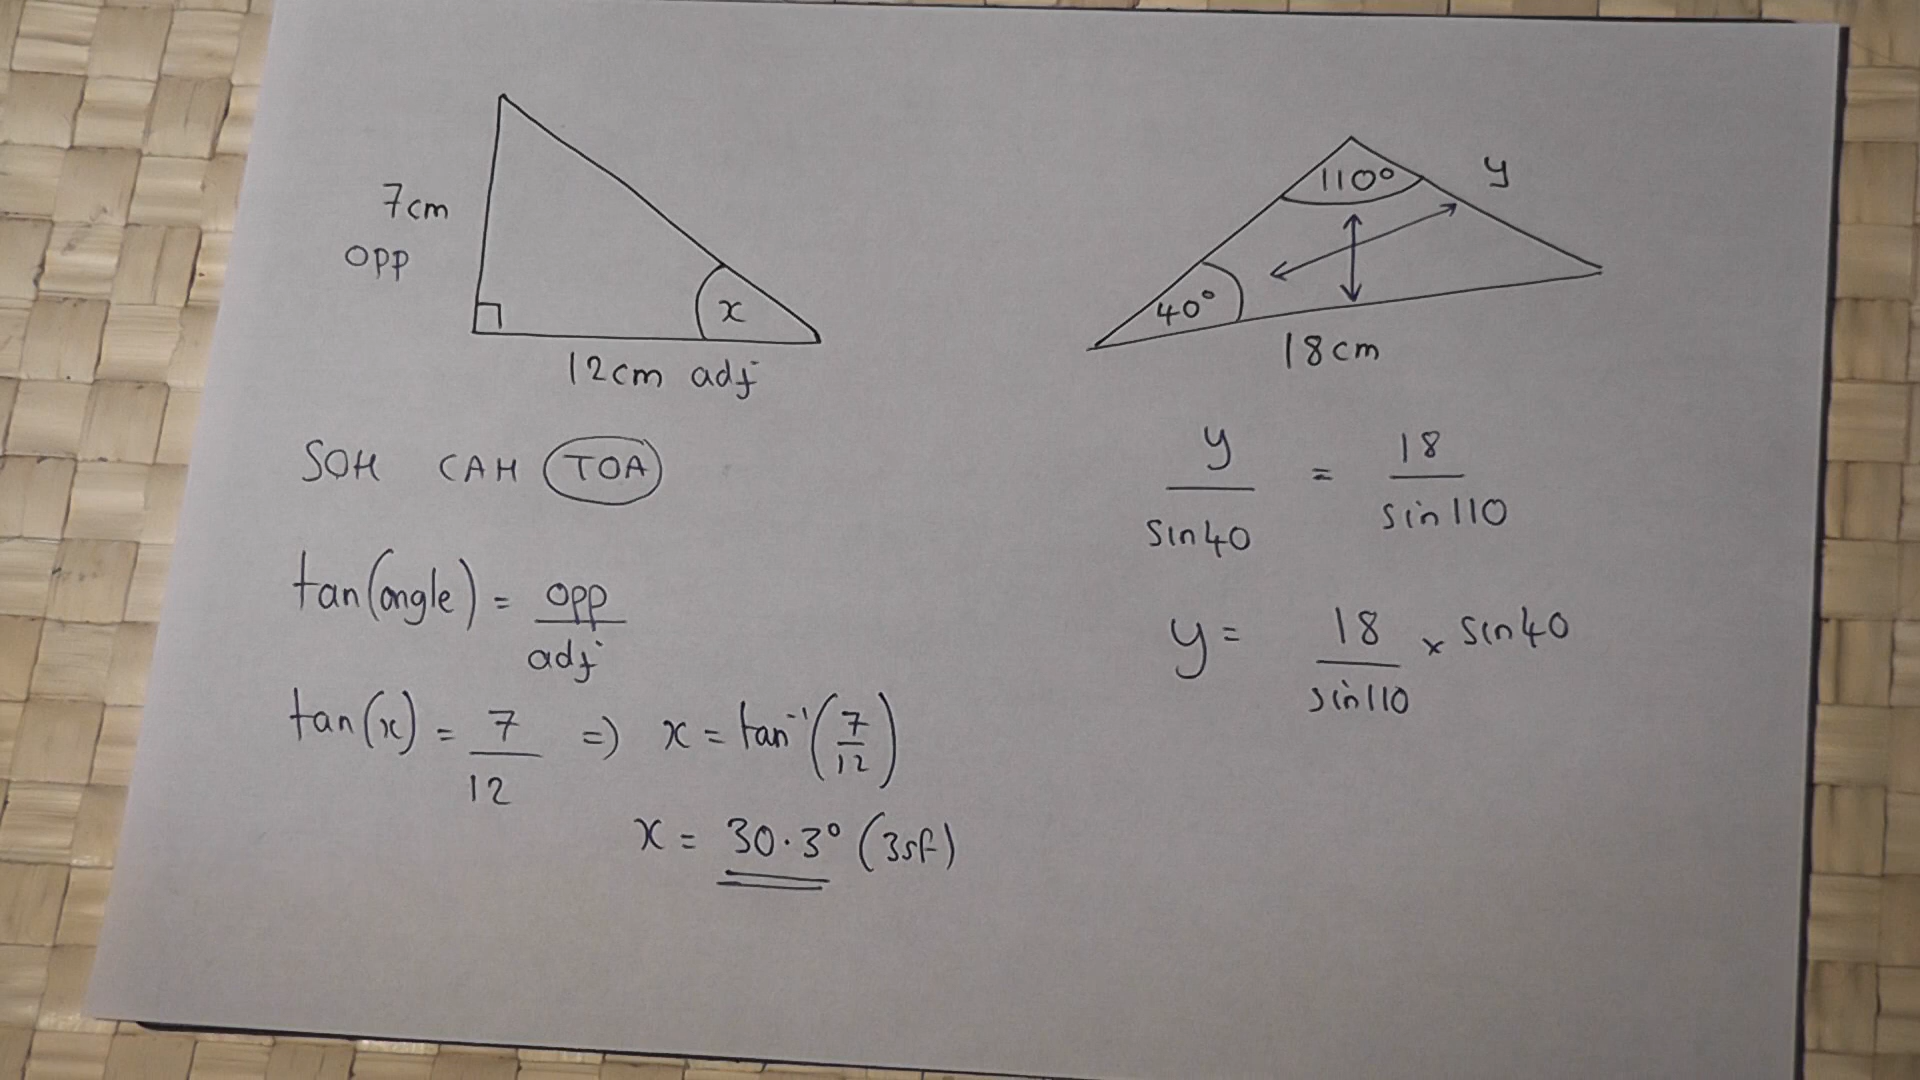 7cm
opp
x
12cm adj
SOH CAH TOA
tan(angle) = opp
adj
tan(x) = 7
12
=> x = tan⁻¹(7/12)
x = 30.3° (3sf)
110°
y
40°
18cm
y = 18
sin40 sin110
y = 18 × sin40
sin110